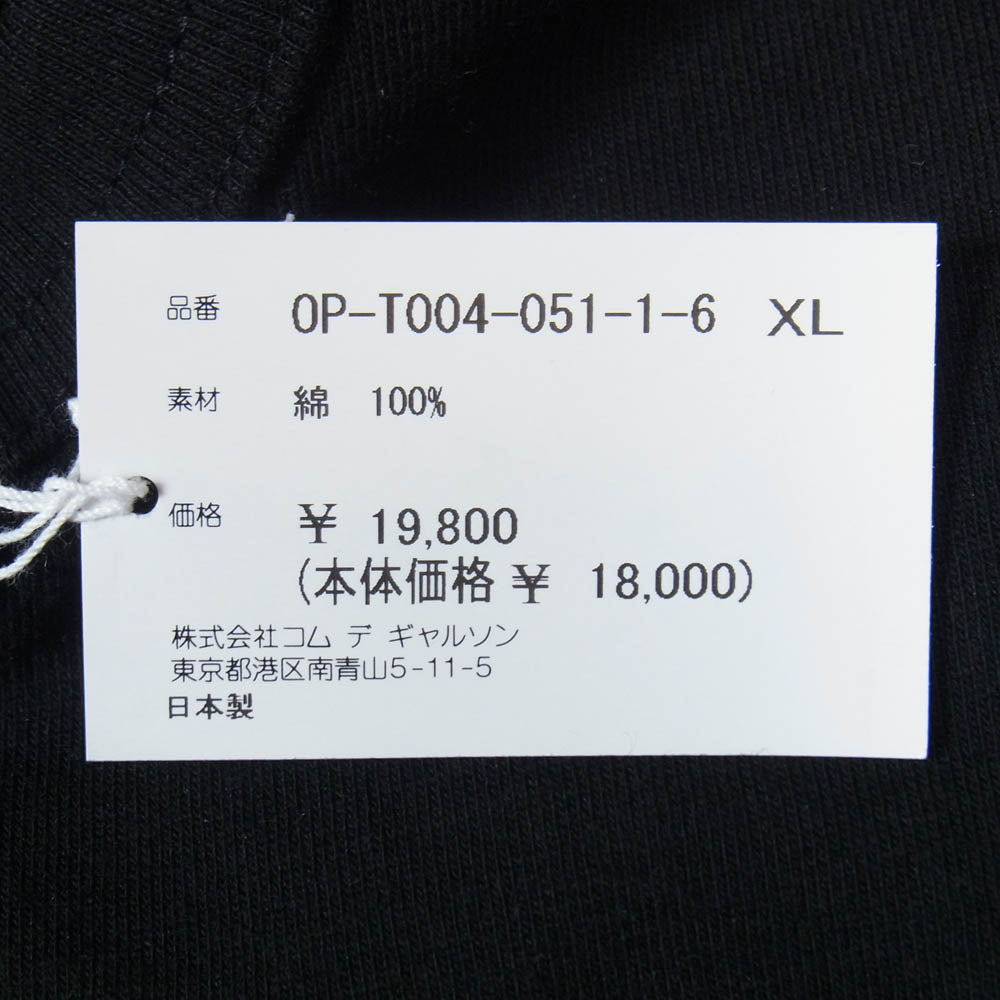 品番 OP-T004-051-1-6 XL
素材 綿 100%
価格 ¥ 19,800
(本体価格 ¥ 18,000)
株式会社コム デ ギャルソン
東京都港区南青山5-11-5
日本製